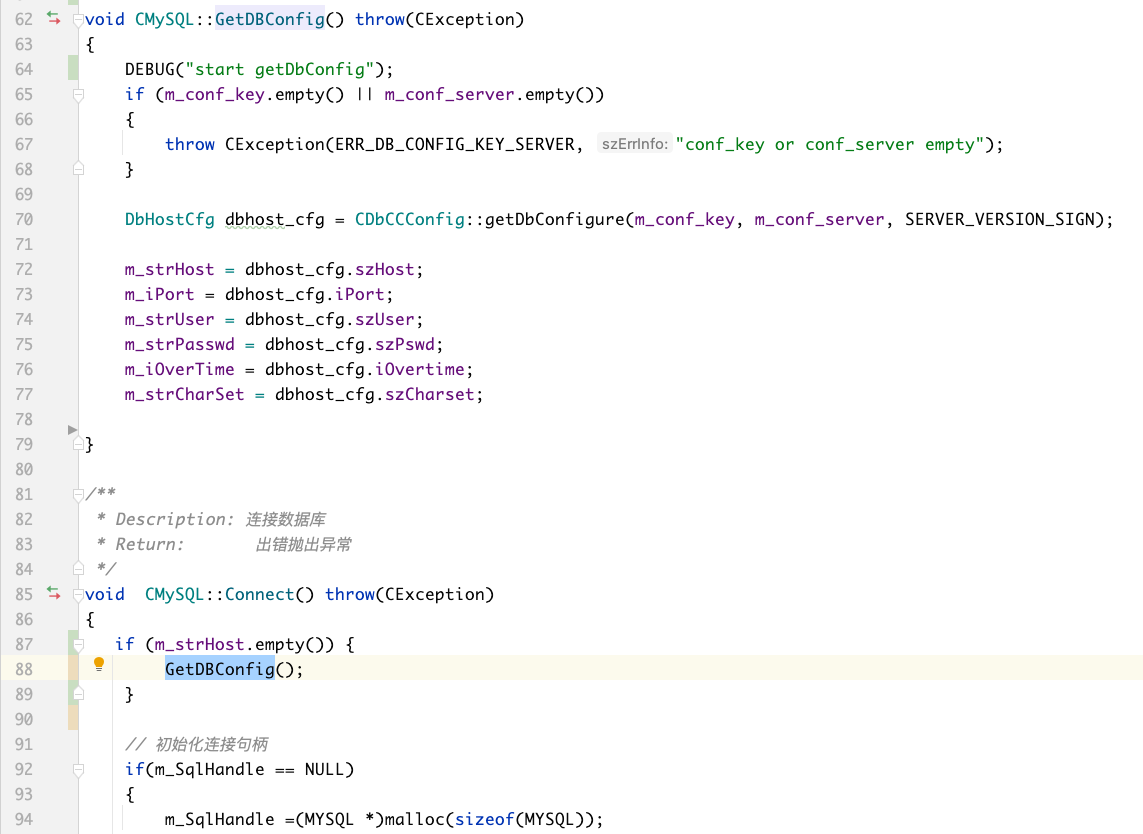 62 void CMySQL::GetDBConfig() throw(CException)
63 {
64     DEBUG("start getDbConfig");
65     if (m_conf_key.empty() || m_conf_server.empty())
66     {
67         throw CException(ERR_DB_CONFIG_KEY_SERVER, szErrInfo: "conf_key or conf_server empty");
68     }
69
70     DbHostCfg dbhost_cfg = CDbCCConfig::getDbConfigure(m_conf_key, m_conf_server, SERVER_VERSION_SIGN);
71
72     m_strHost = dbhost_cfg.szHost;
73     m_iPort = dbhost_cfg.iPort;
74     m_strUser = dbhost_cfg.szUser;
75     m_strPasswd = dbhost_cfg.szPswd;
76     m_iOverTime = dbhost_cfg.iOvertime;
77     m_strCharSet = dbhost_cfg.szCharset;
78
79 }
80
81 /**
82  * Description: 连接数据库
83  * Return:       出错抛出异常
84  */
85 void  CMySQL::Connect() throw(CException)
86 {
87    if (m_strHost.empty()) {
88         GetDBConfig();
89     }
90
91     // 初始化连接句柄
92     if(m_SqlHandle == NULL)
93     {
94         m_SqlHandle =(MYSQL *)malloc(sizeof(MYSQL));